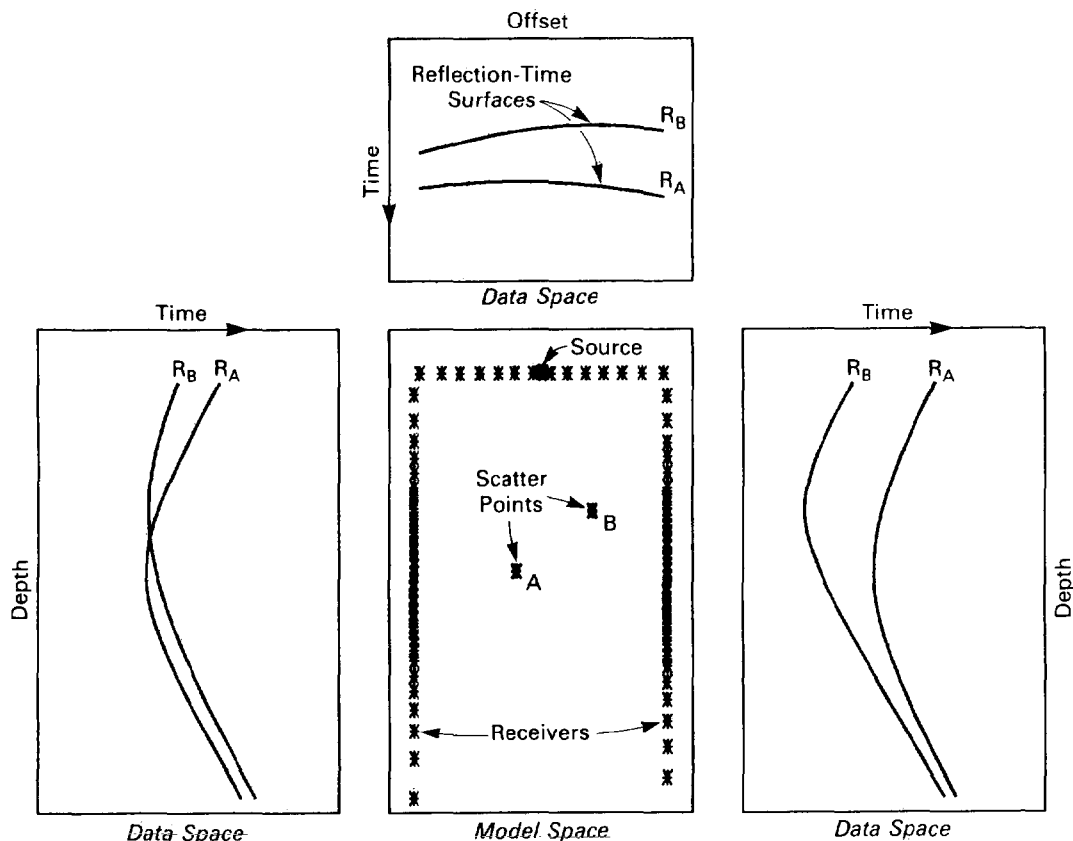 Offset
Reflection-Time
Surfaces
R_B
R_A
Time
Data Space
Time
R_B R_A
Depth
Data Space
Source
Scatter
Points
B
A
Receivers
Model Space
Time
R_B R_A
Depth
Data Space